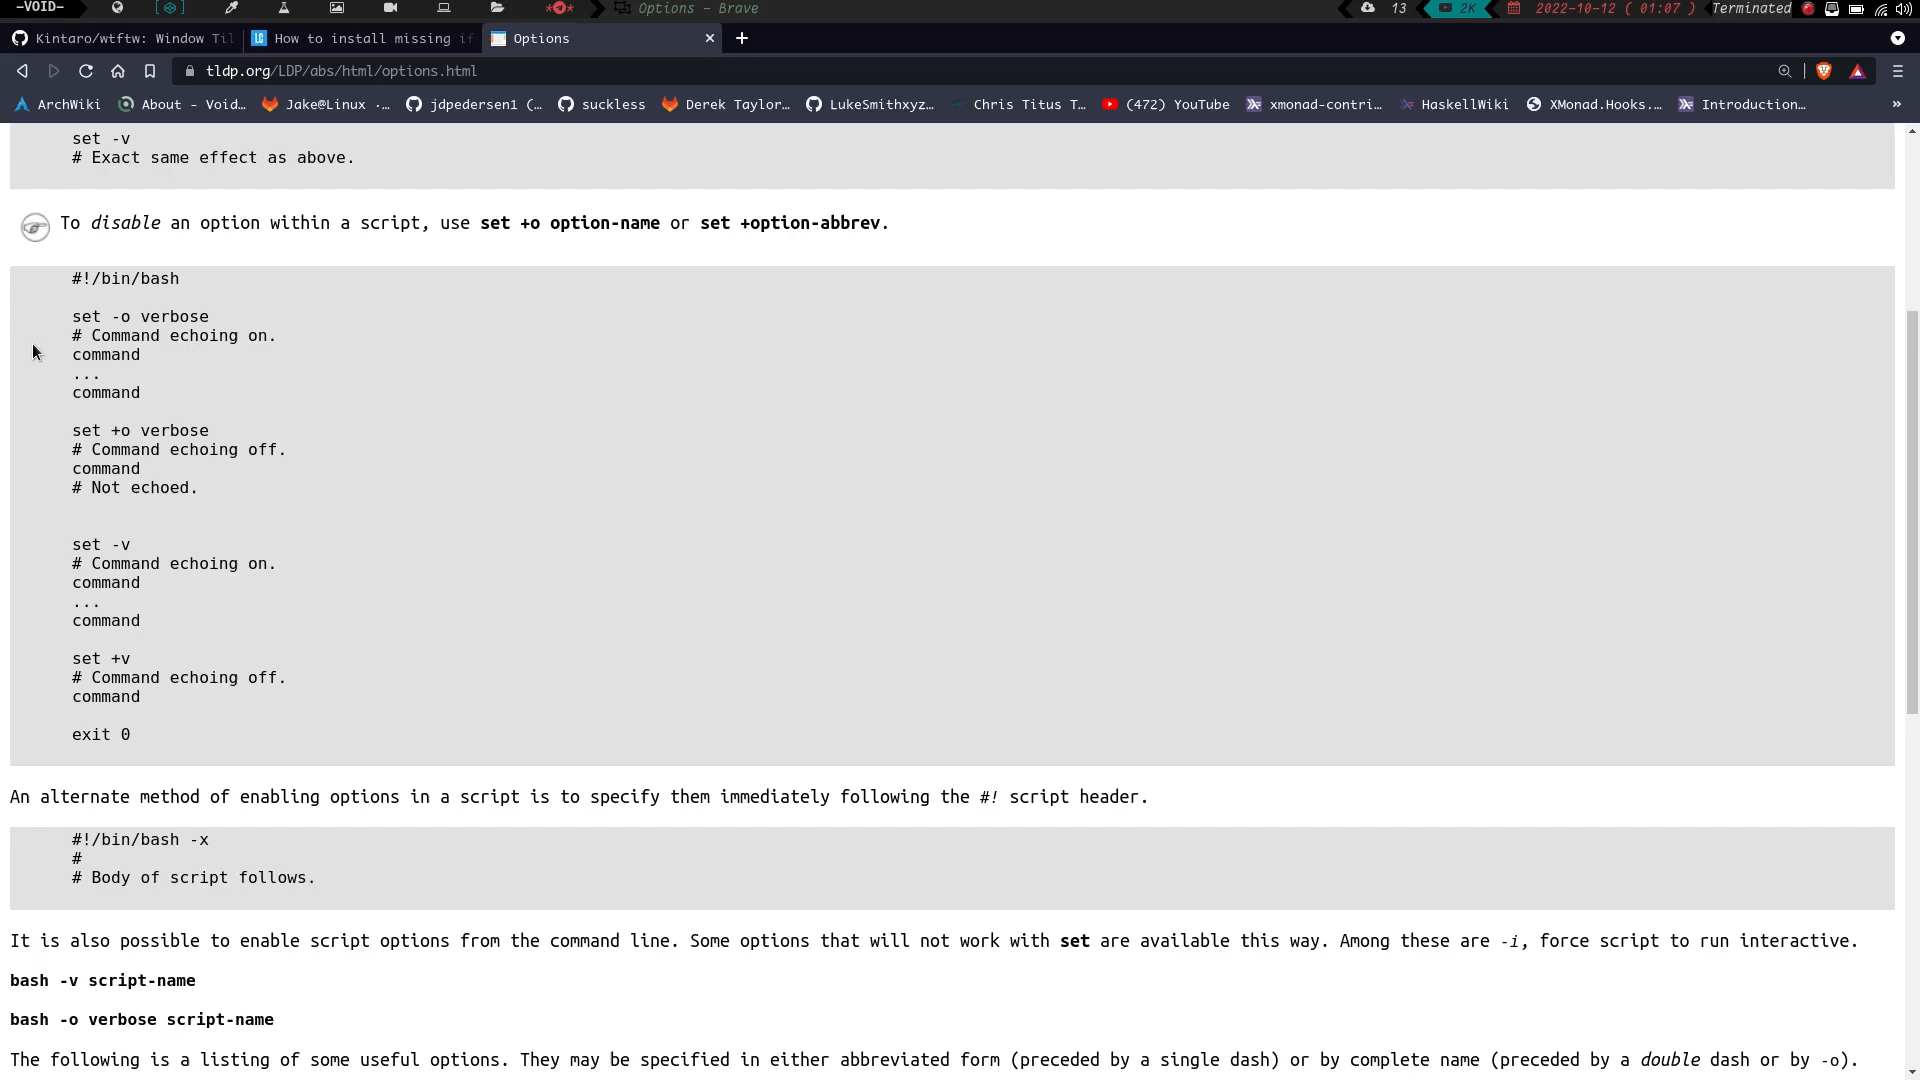 —VOID—
Options — Brave
13
2K
2022-10-12 ( 01:07 )
Terminated
Kintaro/wtftw: Window Til
How to install missing if
Options
tldp.org/LDP/abs/html/options.html
ArchWiki
About – Void…
Jake@Linux ·…
jdpedersen1 (…
suckless
Derek Taylor…
LukeSmithxyz…
Chris Titus T…
(472) YouTube
xmonad-contri…
HaskellWiki
XMonad.Hooks.…
Introduction…
»
set -v
# Exact same effect as above.
To disable an option within a script, use set +o option-name or set +option-abbrev.
#!/bin/bash
set -o verbose
# Command echoing on.
command
...
command
set +o verbose
# Command echoing off.
command
# Not echoed.
set -v
# Command echoing on.
command
...
command
set +v
# Command echoing off.
command
exit 0
An alternate method of enabling options in a script is to specify them immediately following the #! script header.
#!/bin/bash -x
#
# Body of script follows.
It is also possible to enable script options from the command line. Some options that will not work with set are available this way. Among these are -i, force script to run interactive.
bash -v script-name
bash -o verbose script-name
The following is a listing of some useful options. They may be specified in either abbreviated form (preceded by a single dash) or by complete name (preceded by a double dash or by -o).